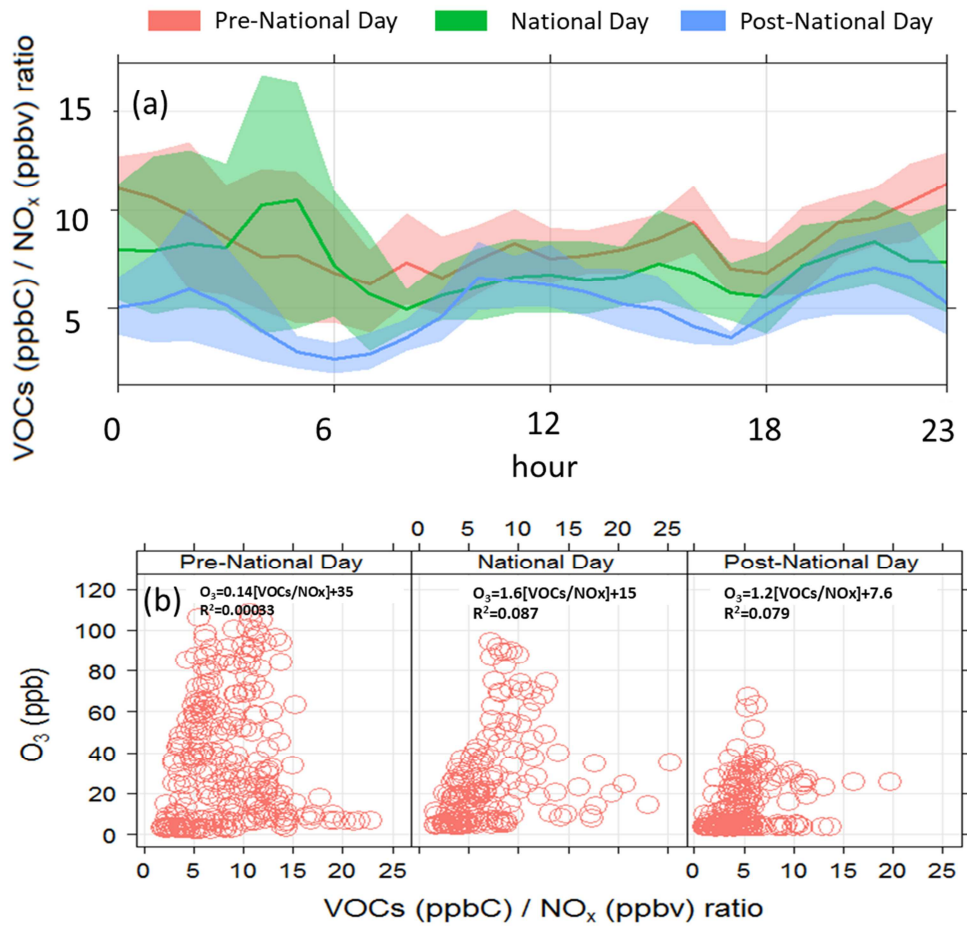 Pre-National Day National Day Post-National Day
(a)
VOCs (ppbC) / NOₓ (ppbv) ratio
15
10
5
0 6 12 18 23
hour
0 5 10 15 20 25
Pre-National Day National Day Post-National Day
(b)
O₃=0.14[VOCs/NOx]+35
R²=0.00033
O₃=1.6[VOCs/NOx]+15
R²=0.087
O₃=1.2[VOCs/NOx]+7.6
R²=0.079
O₃ (ppb)
120
100
80
60
40
20
0
0 5 10 15 20 25 0 5 10 15 20 25
VOCs (ppbC) / NOₓ (ppbv) ratio